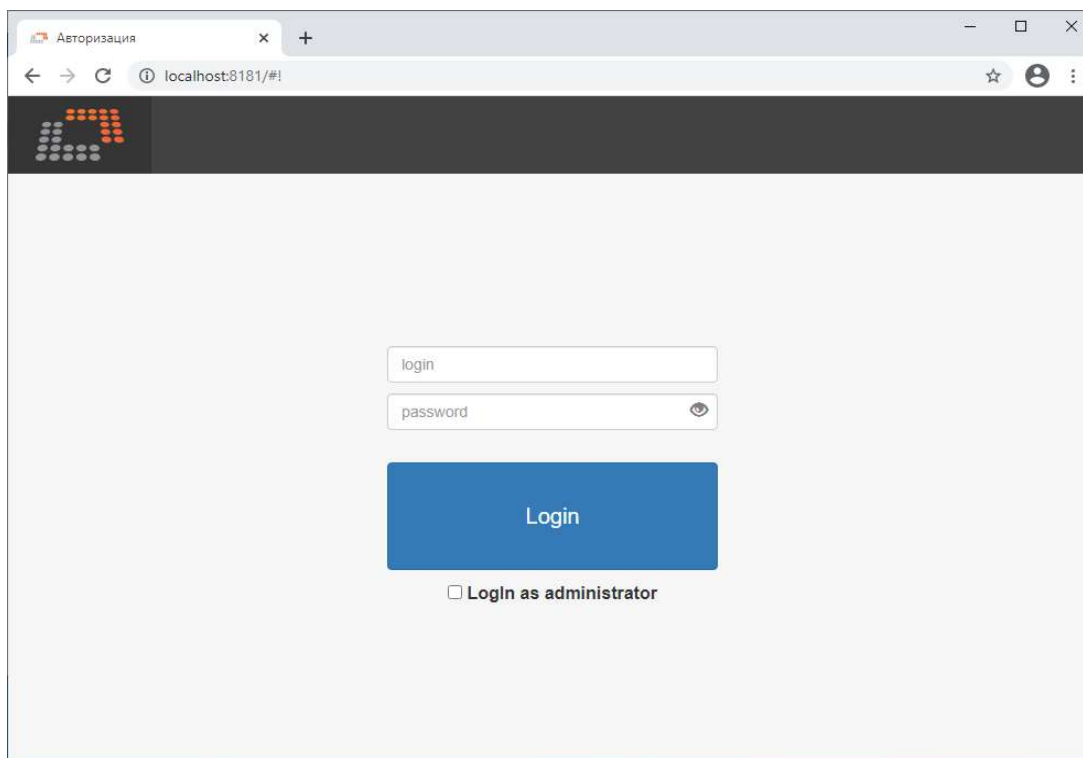 Авторизация
localhost:8181/#!
login
password
Login
LogIn as administrator